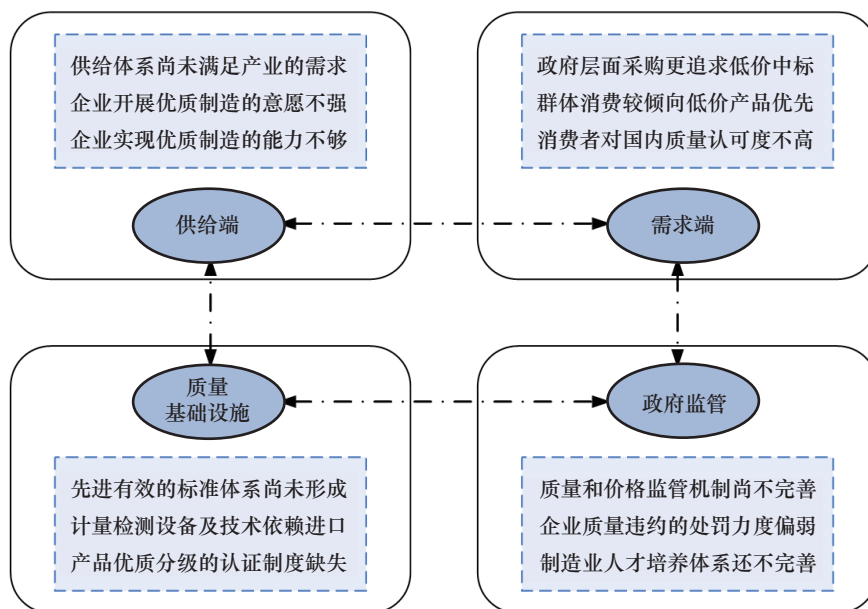 供给体系尚未满足产业的需求
企业开展优质制造的意愿不强
企业实现优质制造的能力不够
供给端
政府层面采购更追求低价中标
群体消费较倾向低价产品优先
消费者对国内质量认可度不高
需求端
质量
基础设施
先进有效的标准体系尚未形成
计量检测设备及技术依赖进口
产品优质分级的认证制度缺失
政府监管
质量和价格监管机制尚不完善
企业质量违约的处罚力度偏弱
制造业人才培养体系还不完善